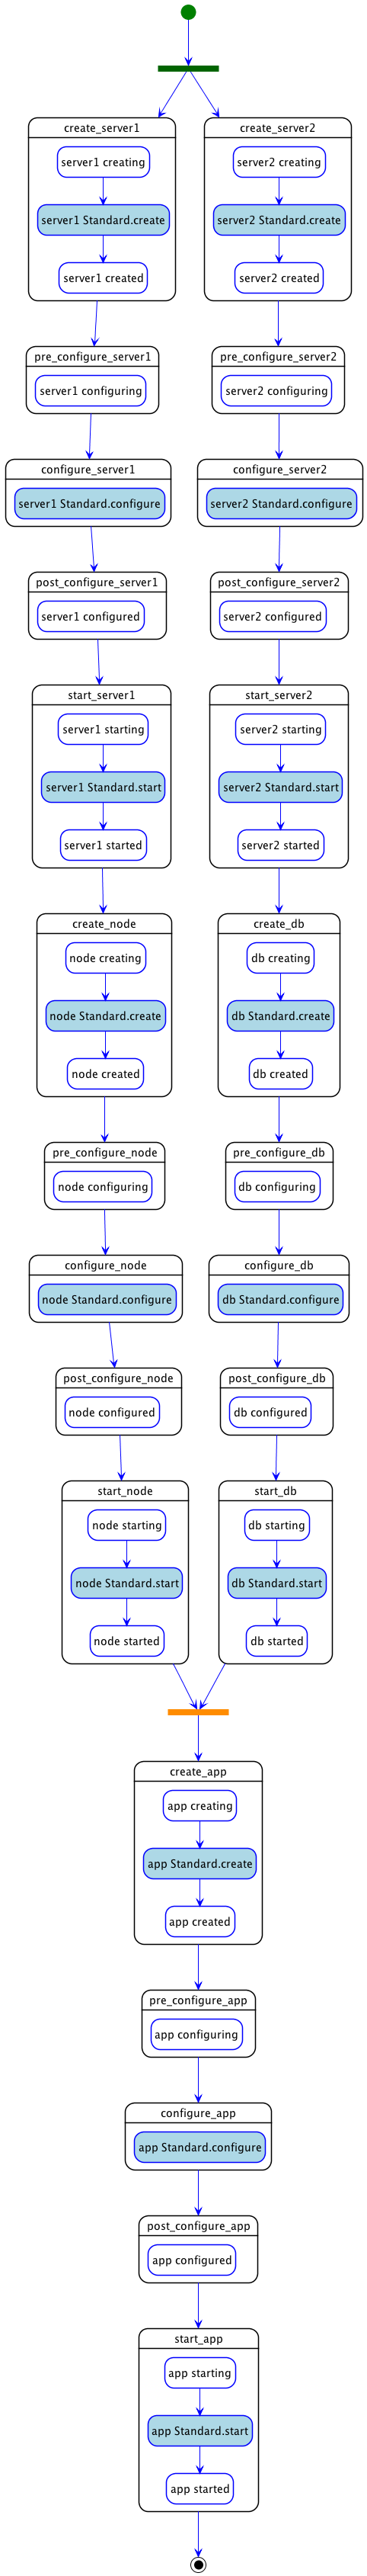 create_server1
server1 creating
server1 Standard.create
server1 created
create_server2
server2 creating
server2 Standard.create
server2 created
pre_configure_server1
server1 configuring
pre_configure_server2
server2 configuring
configure_server1
server1 Standard.configure
configure_server2
server2 Standard.configure
post_configure_server1
server1 configured
post_configure_server2
server2 configured
start_server1
server1 starting
server1 Standard.start
server1 started
start_server2
server2 starting
server2 Standard.start
server2 started
create_node
node creating
node Standard.create
node created
create_db
db creating
db Standard.create
db created
pre_configure_node
node configuring
pre_configure_db
db configuring
configure_node
node Standard.configure
configure_db
db Standard.configure
post_configure_node
node configured
post_configure_db
db configured
start_node
node starting
node Standard.start
node started
start_db
db starting
db Standard.start
db started
create_app
app creating
app Standard.create
app created
pre_configure_app
app configuring
configure_app
app Standard.configure
post_configure_app
app configured
start_app
app starting
app Standard.start
app started